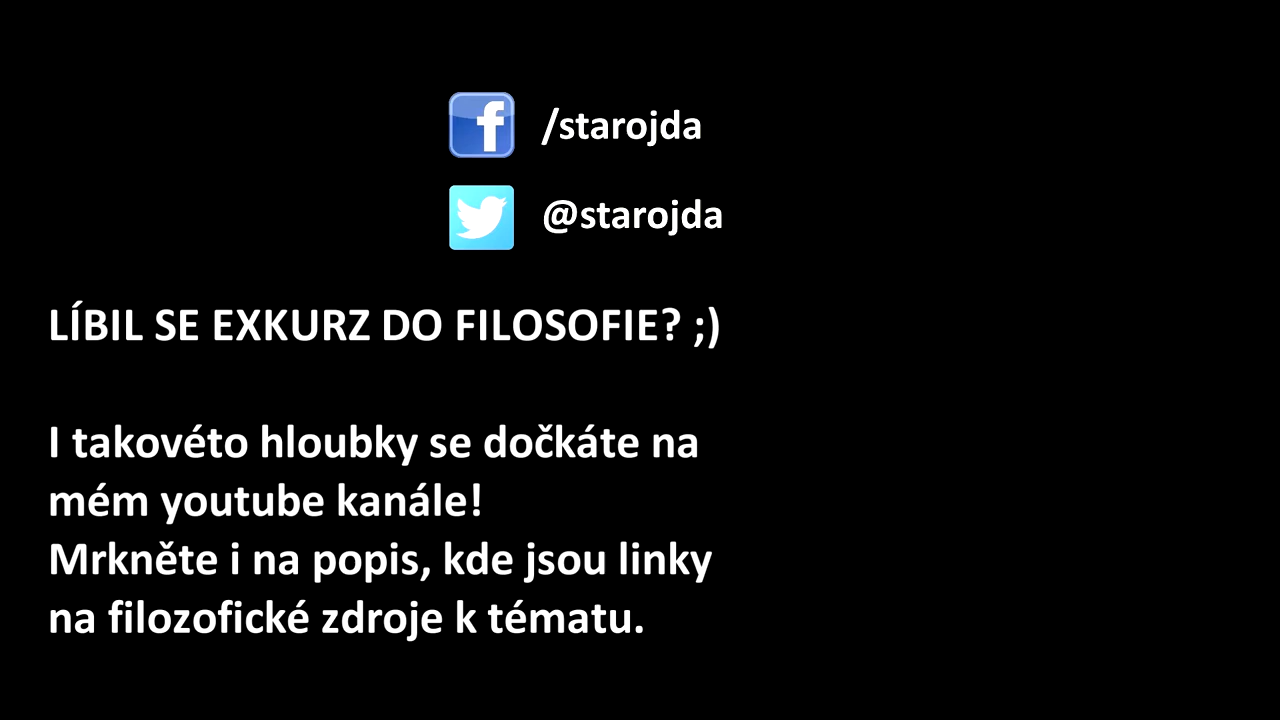 /starojda
@starojda
LÍBIL SE EXKURZ DO FILOSOFIE? ;)
I takovéto hloubky se dočkáte na
mém youtube kanále!
Mrkněte i na popis, kde jsou linky
na filozofické zdroje k tématu.